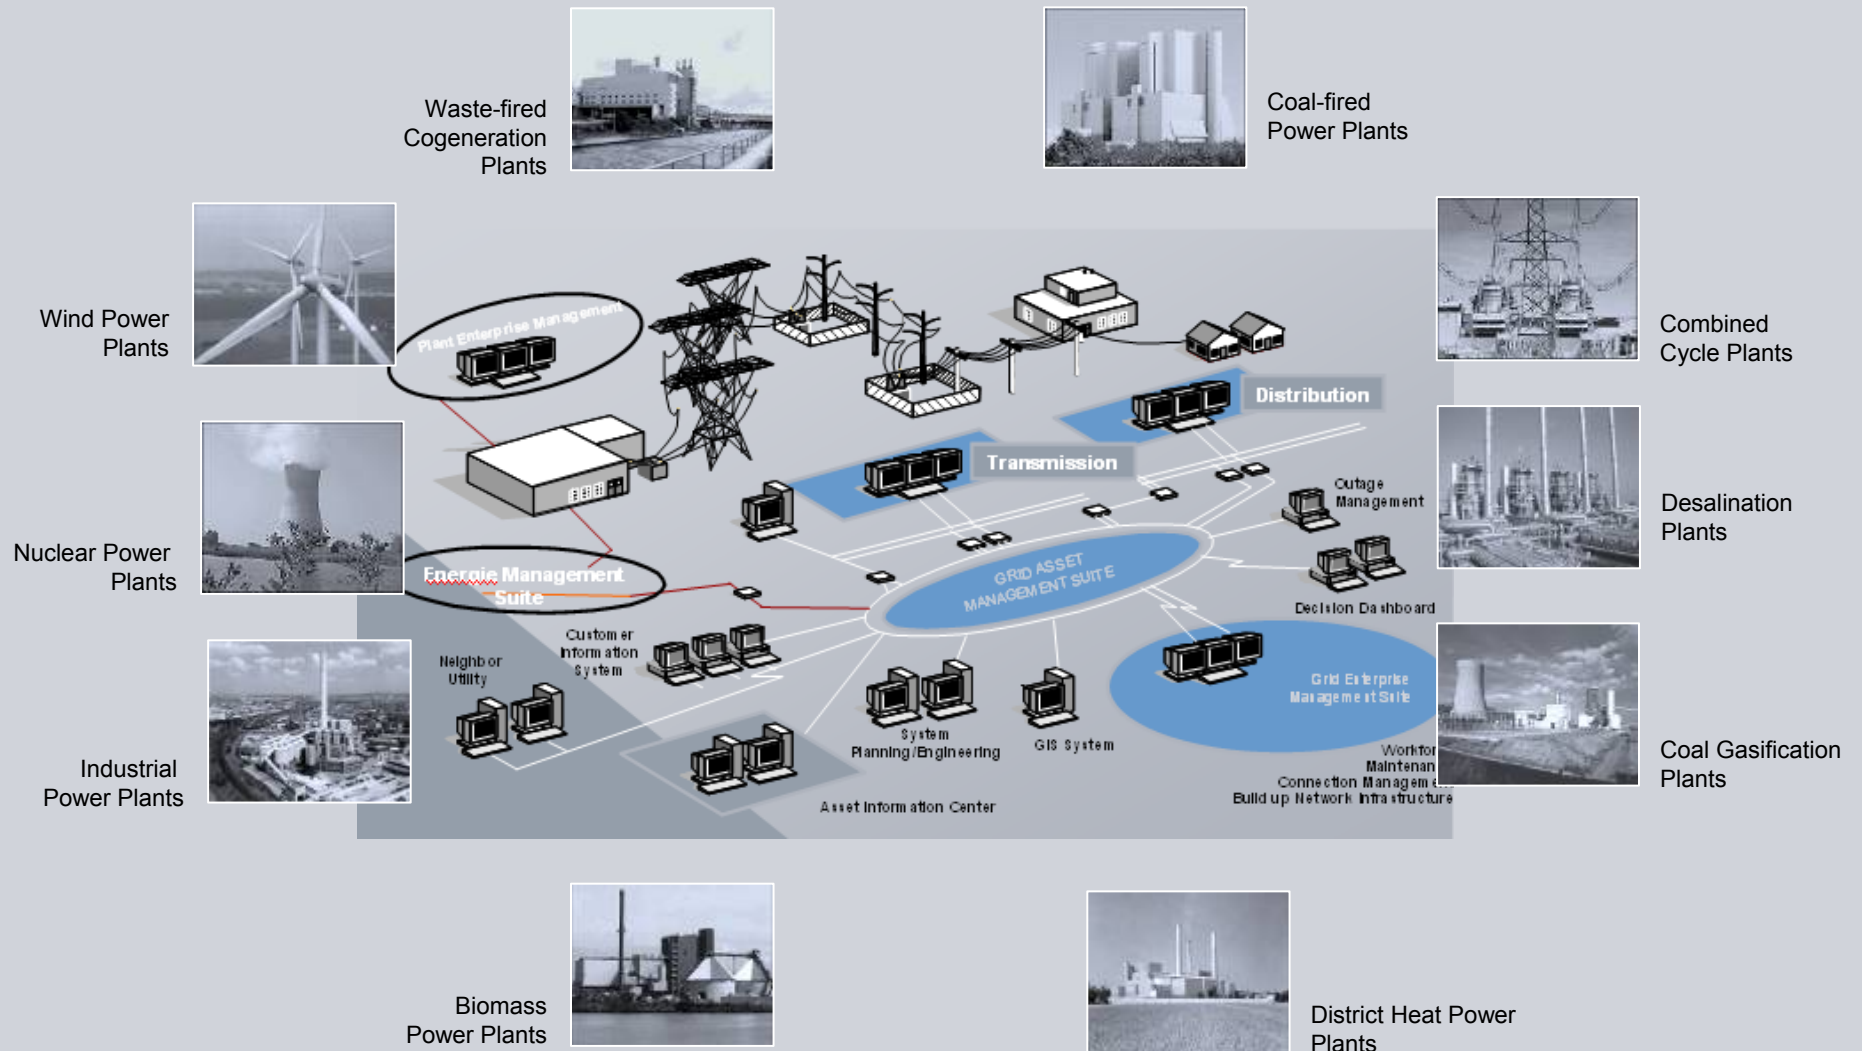 Waste-fired
Cogeneration
Plants
Coal-fired
Power Plants
Wind Power
Plants
Plant Enterprise Management
Combined
Cycle Plants
Distribution
Transmission
Outage
Management
Desalination
Plants
Nuclear Power
Plants
Energie Management
Suite
GRID ASSET
MANAGEMENT SUITE
Decision Dashboard
Customer
Information
System
Neighbor
Utility
Grid Enterprise
Management Suite
System
Planning/Engineering
GIS System
Industrial
Power Plants
Coal Gasification
Plants
Asset Information Center
Connection
Build up Network Infrastructure
Biomass
Power Plants
District Heat Power
Plants